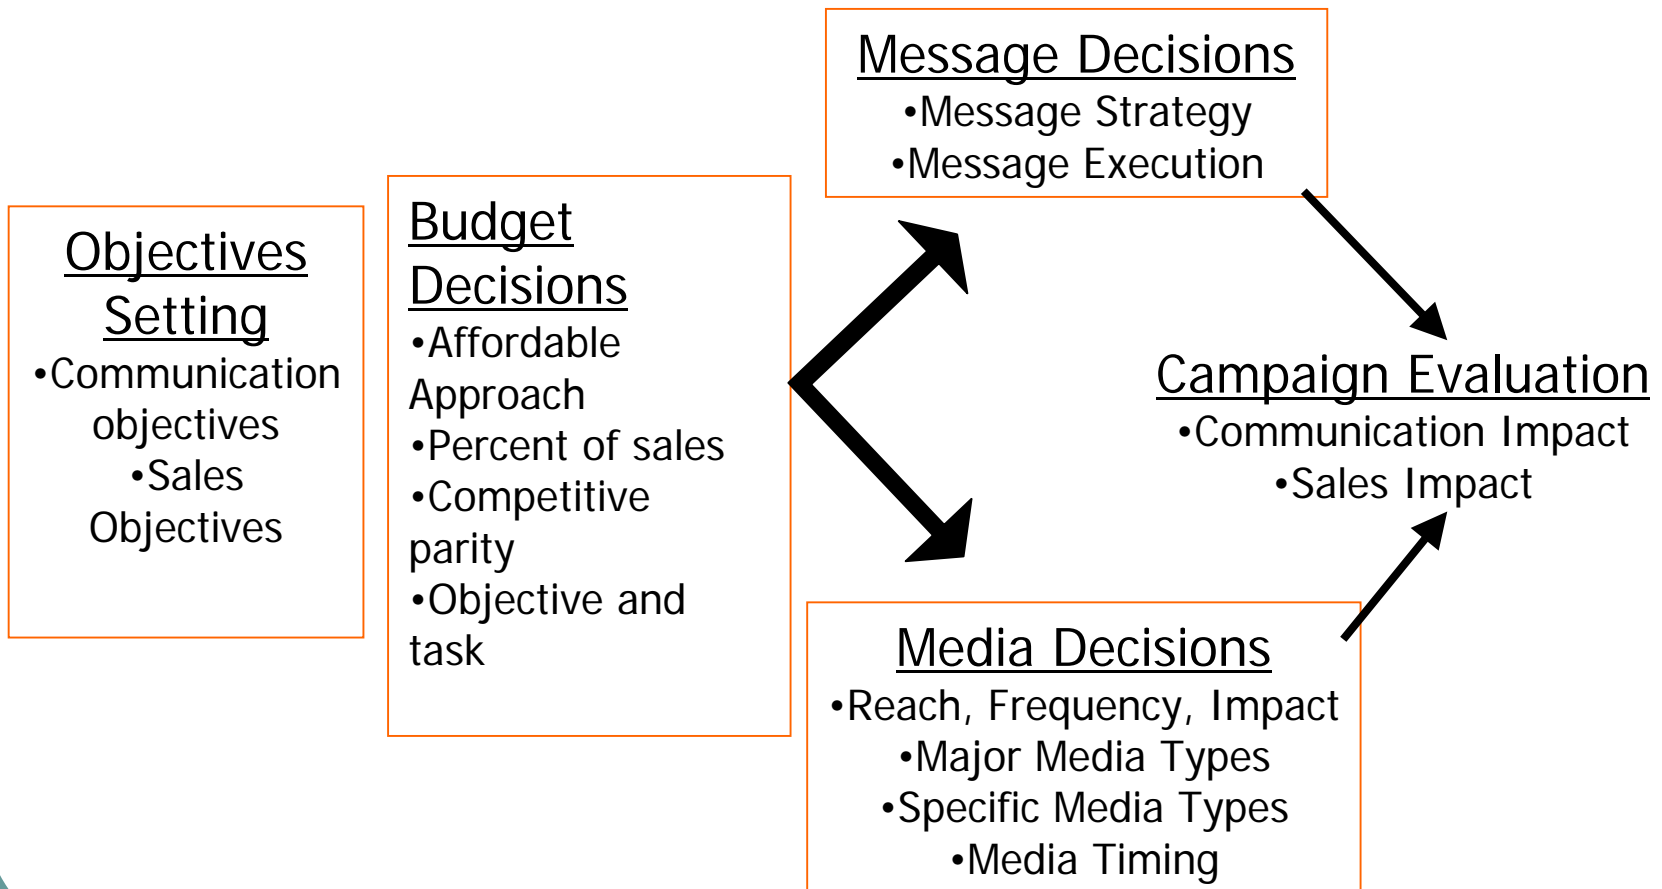 Objectives
Setting
•Communication
objectives
•Sales
Objectives
Budget
Decisions
•Affordable
Approach
•Percent of sales
•Competitive
parity
•Objective and
task
Message Decisions
•Message Strategy
•Message Execution
Media Decisions
•Reach, Frequency, Impact
•Major Media Types
•Specific Media Types
•Media Timing
Campaign Evaluation
•Communication Impact
•Sales Impact